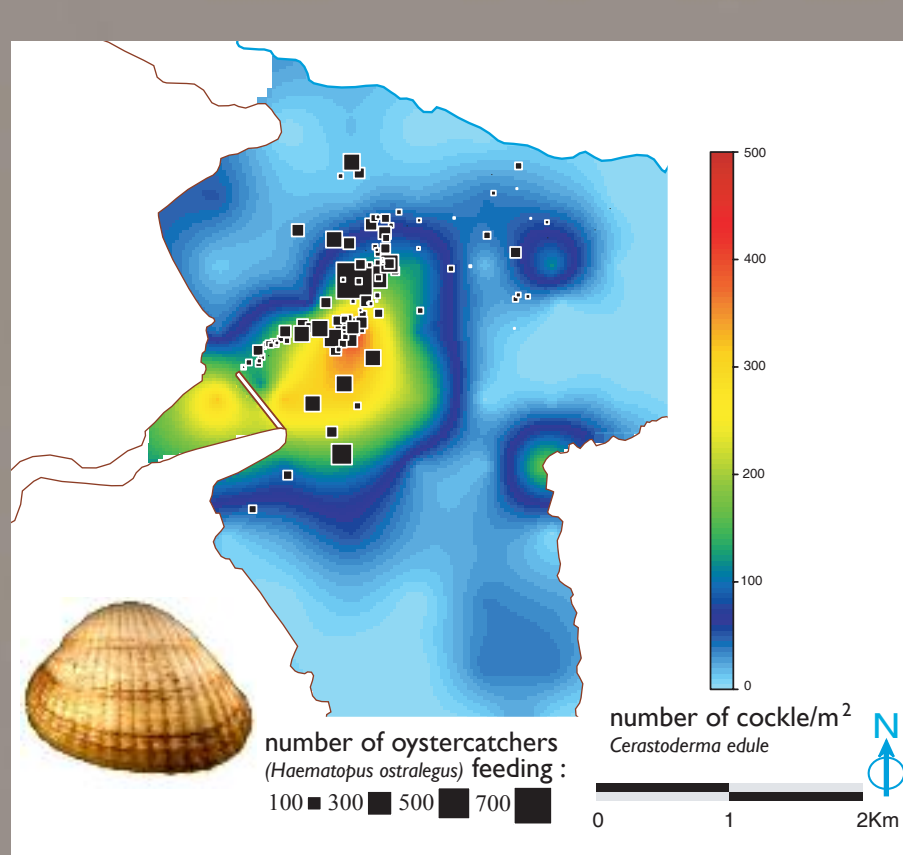 500
400
300
200
100
0
number of cockle/m²
Cerastoderma edule
N
number of oystercatchers
(Haematopus ostralegus) feeding :
100 300 500 700
0 1 2Km